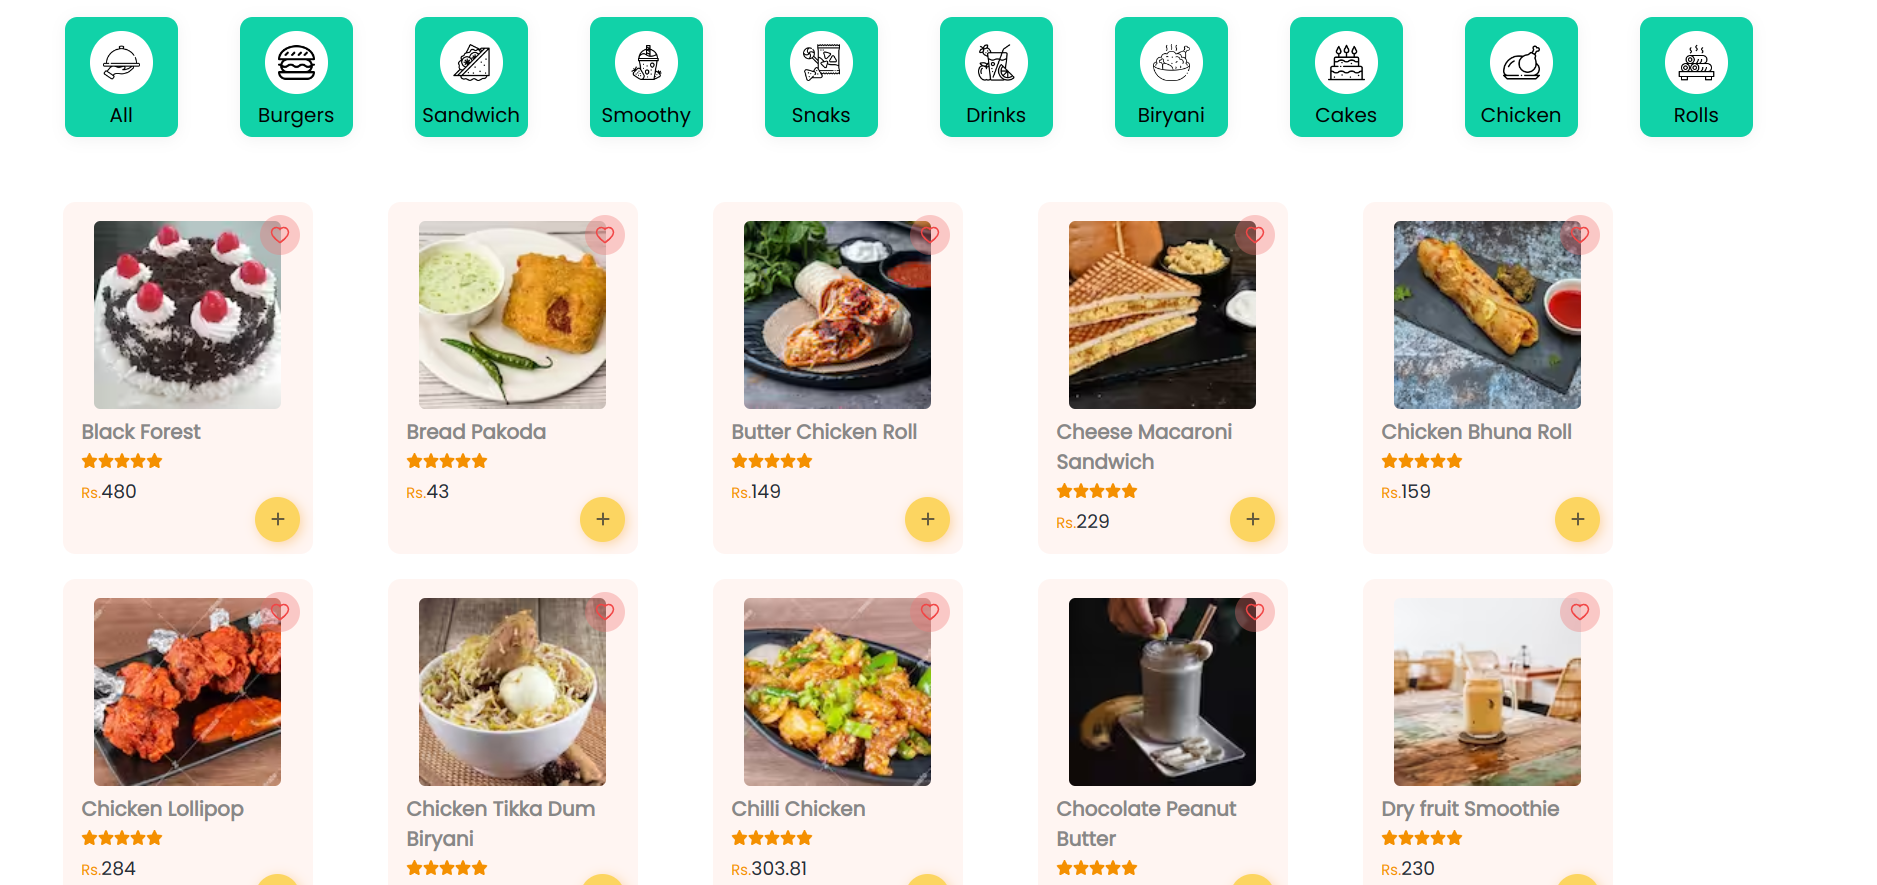 All
Burgers
Sandwich
Smoothy
Snaks
Drinks
Biryani
Cakes
Chicken
Rolls
Black Forest
Rs.480
Bread Pakoda
Rs.43
Butter Chicken Roll
Rs.149
Cheese Macaroni
Sandwich
Rs.229
Chicken Bhuna Roll
Rs.159
Chicken Lollipop
Rs.284
Chicken Tikka Dum
Biryani
Chilli Chicken
Rs.303.81
Chocolate Peanut
Butter
Dry fruit Smoothie
Rs.230